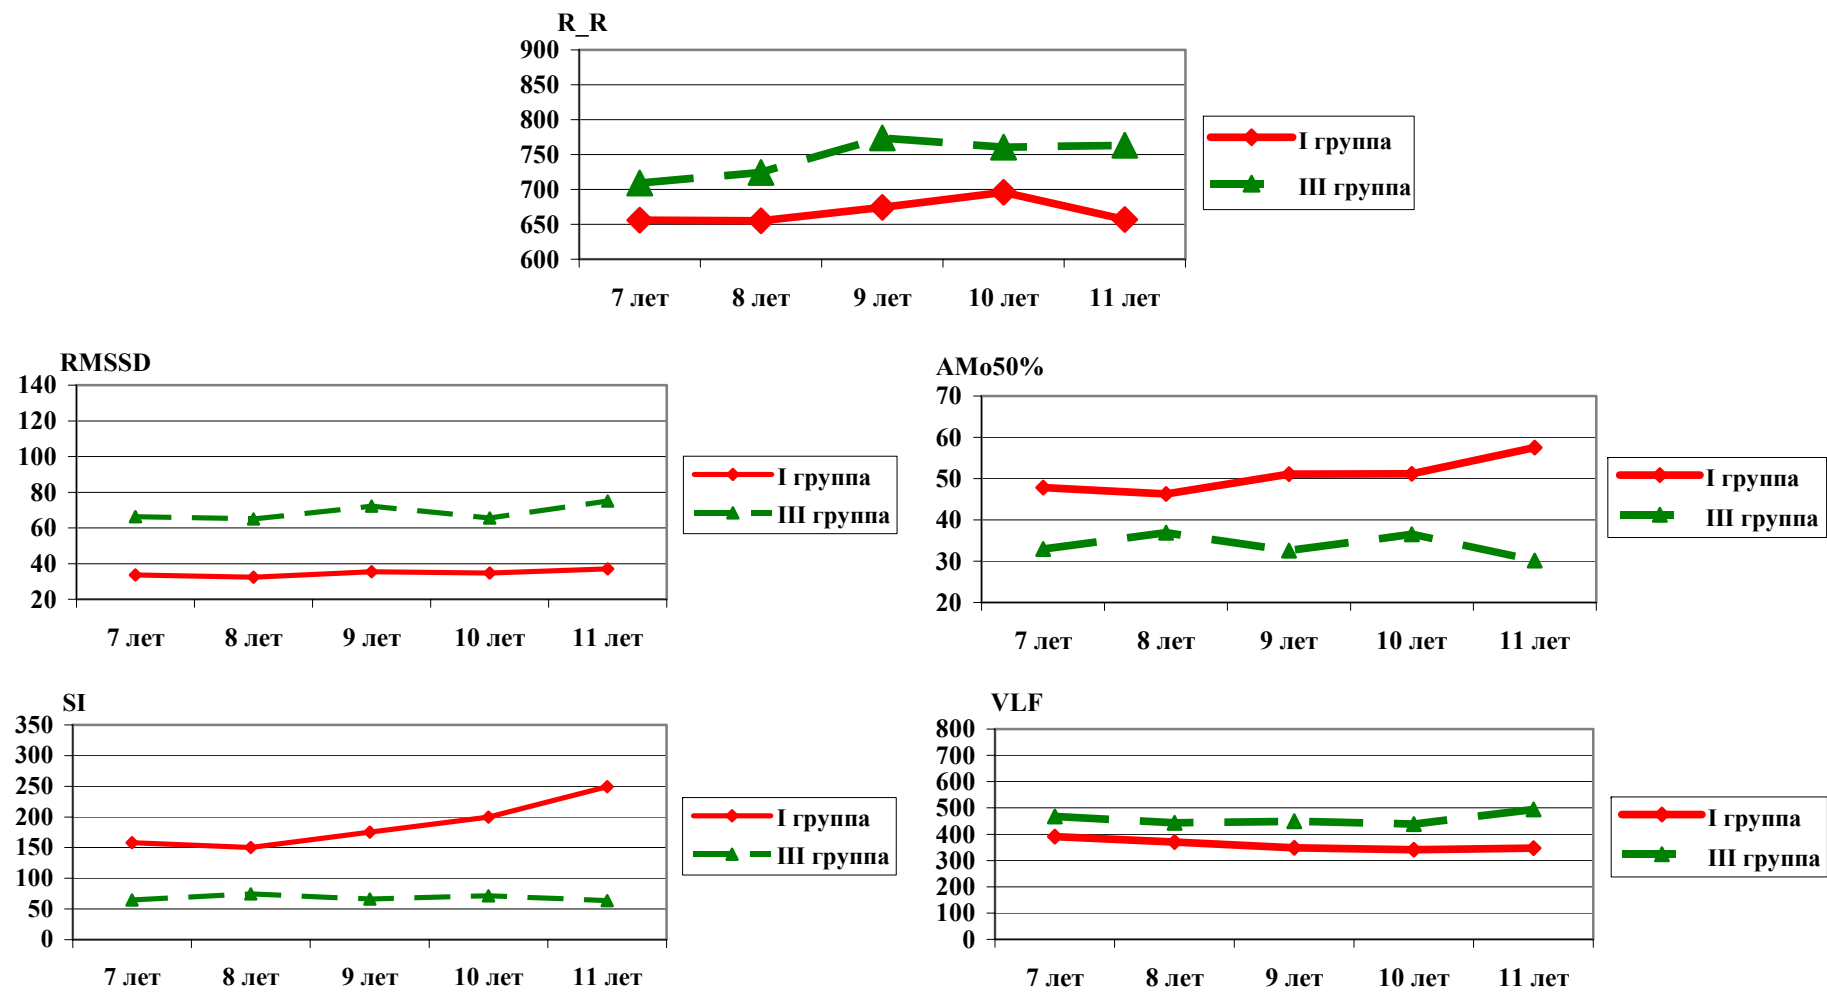 R_R
900
850
800
750
700
650
600
7 лет 8 лет 9 лет 10 лет 11 лет
I группа
III группа
RMSSD
140
120
100
80
60
40
20
7 лет 8 лет 9 лет 10 лет 11 лет
I группа
III группа
AMo50%
70
60
50
40
30
20
7 лет 8 лет 9 лет 10 лет 11 лет
I группа
III группа
SI
350
300
250
200
150
100
50
0
7 лет 8 лет 9 лет 10 лет 11 лет
I группа
III группа
VLF
800
700
600
500
400
300
200
100
0
7 лет 8 лет 9 лет 10 лет 11 лет
I группа
III группа